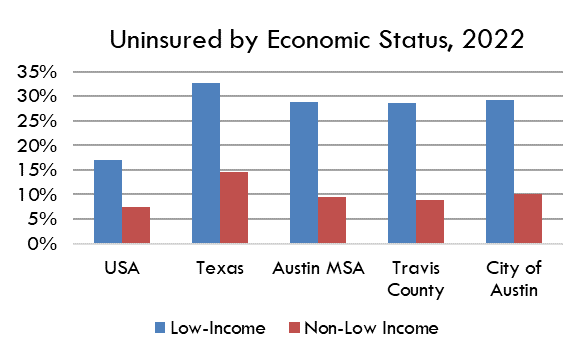 Uninsured by Economic Status, 2022
35%
30%
25%
20%
15%
10%
5%
0%
USA
Texas
Austin MSA
Travis
County
City of
Austin
Low-Income
Non-Low Income